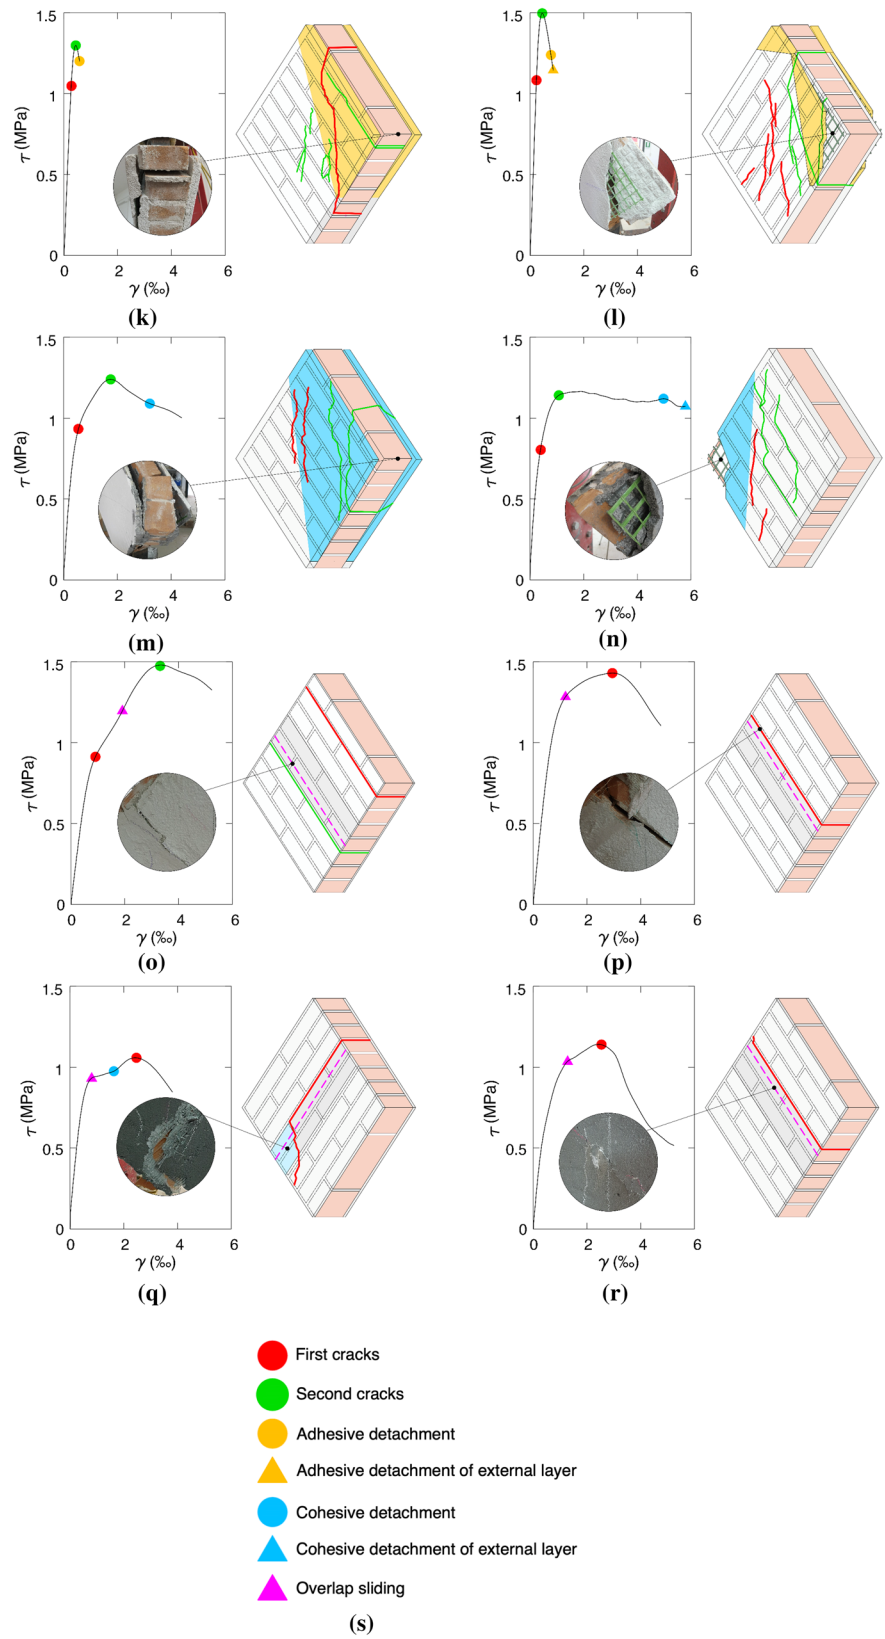 1.5
1
0.5
0
τ (MPa)
0 2 4 6
γ (‰)
(k)
1.5
1
0.5
0
τ (MPa)
0 2 4 6
γ (‰)
(l)
1.5
1
0.5
0
τ (MPa)
0 2 4 6
γ (‰)
(m)
1.5
1
0.5
0
τ (MPa)
0 2 4 6
γ (‰)
(n)
1.5
1
0.5
0
τ (MPa)
0 2 4 6
γ (‰)
(o)
1.5
1
0.5
0
τ (MPa)
0 2 4 6
γ (‰)
(p)
1.5
1
0.5
0
τ (MPa)
0 2 4 6
γ (‰)
(q)
1.5
1
0.5
0
τ (MPa)
0 2 4 6
γ (‰)
(r)
First cracks
Second cracks
Adhesive detachment
Adhesive detachment of external layer
Cohesive detachment
Cohesive detachment of external layer
Overlap sliding
(s)